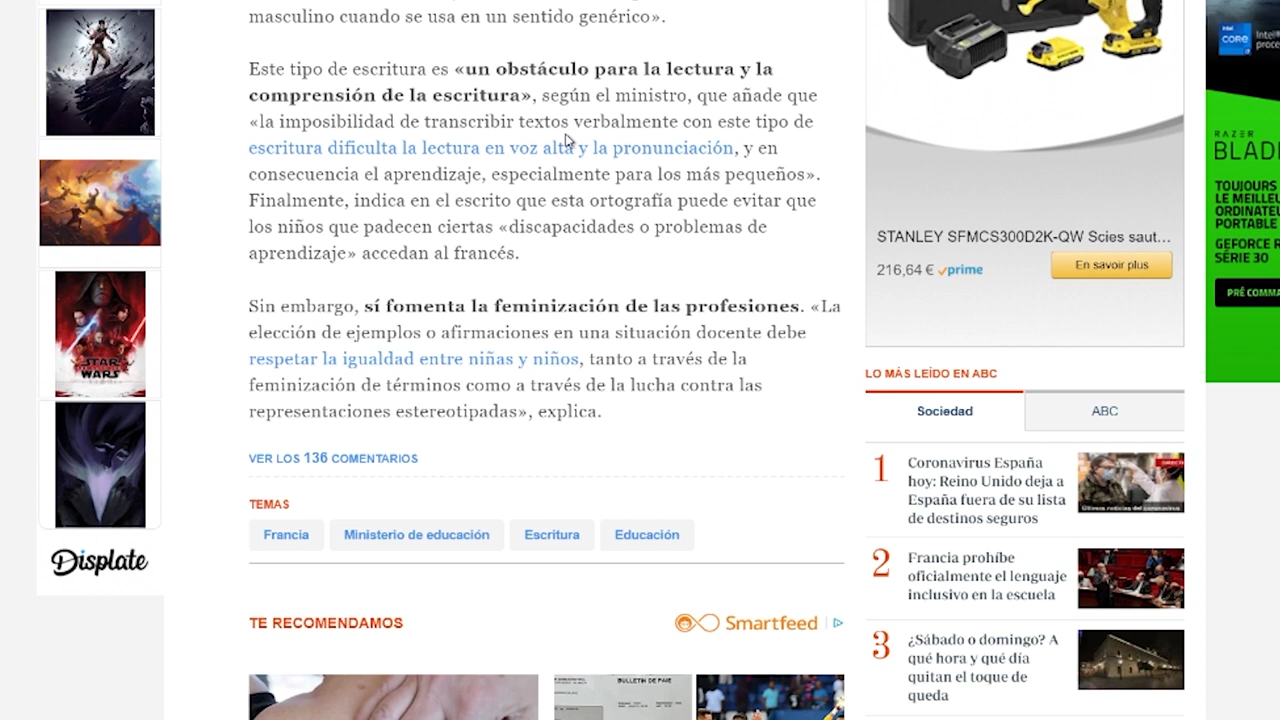 masculino cuando se usa en un sentido genérico».
Este tipo de escritura es «un obstáculo para la lectura y la
comprensión de la escritura», según el ministro, que añade que
«la imposibilidad de transcribir textos verbalmente con este tipo de
escritura dificulta la lectura en voz alta y la pronunciación, y en
consecuencia el aprendizaje, especialmente para los más pequeños».
Finalmente, indica en el escrito que esta ortografía puede evitar que
los niños que padecen ciertas «discapacidades o problemas de
aprendizaje» accedan al francés.
Sin embargo, sí fomenta la feminización de las profesiones. «La
elección de ejemplos o afirmaciones en una situación docente debe
respetar la igualdad entre niñas y niños, tanto a través de la
feminización de términos como a través de la lucha contra las
representaciones estereotipadas», explica.
VER LOS 136 COMENTARIOS
TEMAS
Francia
Ministerio de educación
Escritura
Educación
TE RECOMENDAMOS
Smartfeed
BULLETIN DE PAIE
STAR
WARS
Displate
STANLEY SFMCS300D2K-QW Scies saut...
216,64 € prime
En savoir plus
LO MÁS LEÍDO EN ABC
Sociedad
ABC
1
Coronavirus España
hoy: Reino Unido deja a
España fuera de su lista
de destinos seguros
Últimas noticias del coronavirus
2
Francia prohíbe
oficialmente el lenguaje
inclusivo en la escuela
3
¿Sábado o domingo? A
qué hora y qué día
quitan el toque de
queda
intel
CORE
RAZER
TOUJOURS
LE MEILLEUR
PORTABLE
GEFORCE R
SÉRIE 30